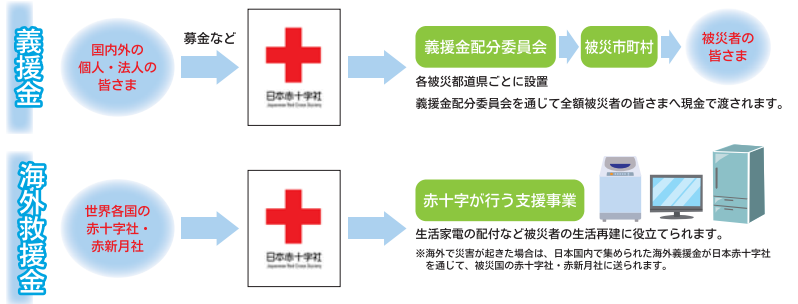 義援金
国内外の
個人・法人の
皆さま
募金など
日本赤十字社
Japanese Red Cross Society
義援金配分委員会
被災市町村
被災者の
皆さま
各被災都道県ごとに設置
義援金配分委員会を通じて全額被災者の皆さまへ現金で渡されます。
海外救援金
世界各国の
赤十字社・
赤新月社
日本赤十字社
Japanese Red Cross Society
赤十字が行う支援事業
生活家電の配付など被災者の生活再建に役立てられます。
※海外で災害が起きた場合は、日本国内で集められた海外義援金が日本赤十字社
を通じて、被災国の赤十字社・赤新月社に送られます。